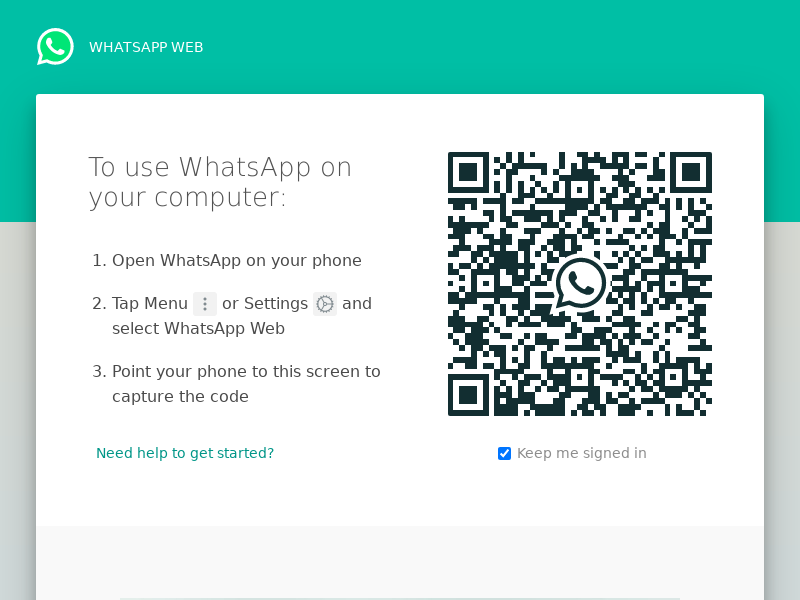 WHATSAPP WEB
To use WhatsApp on
your computer:
1. Open WhatsApp on your phone
2. Tap Menu or Settings and
select WhatsApp Web
3. Point your phone to this screen to
capture the code
Need help to get started?
Keep me signed in